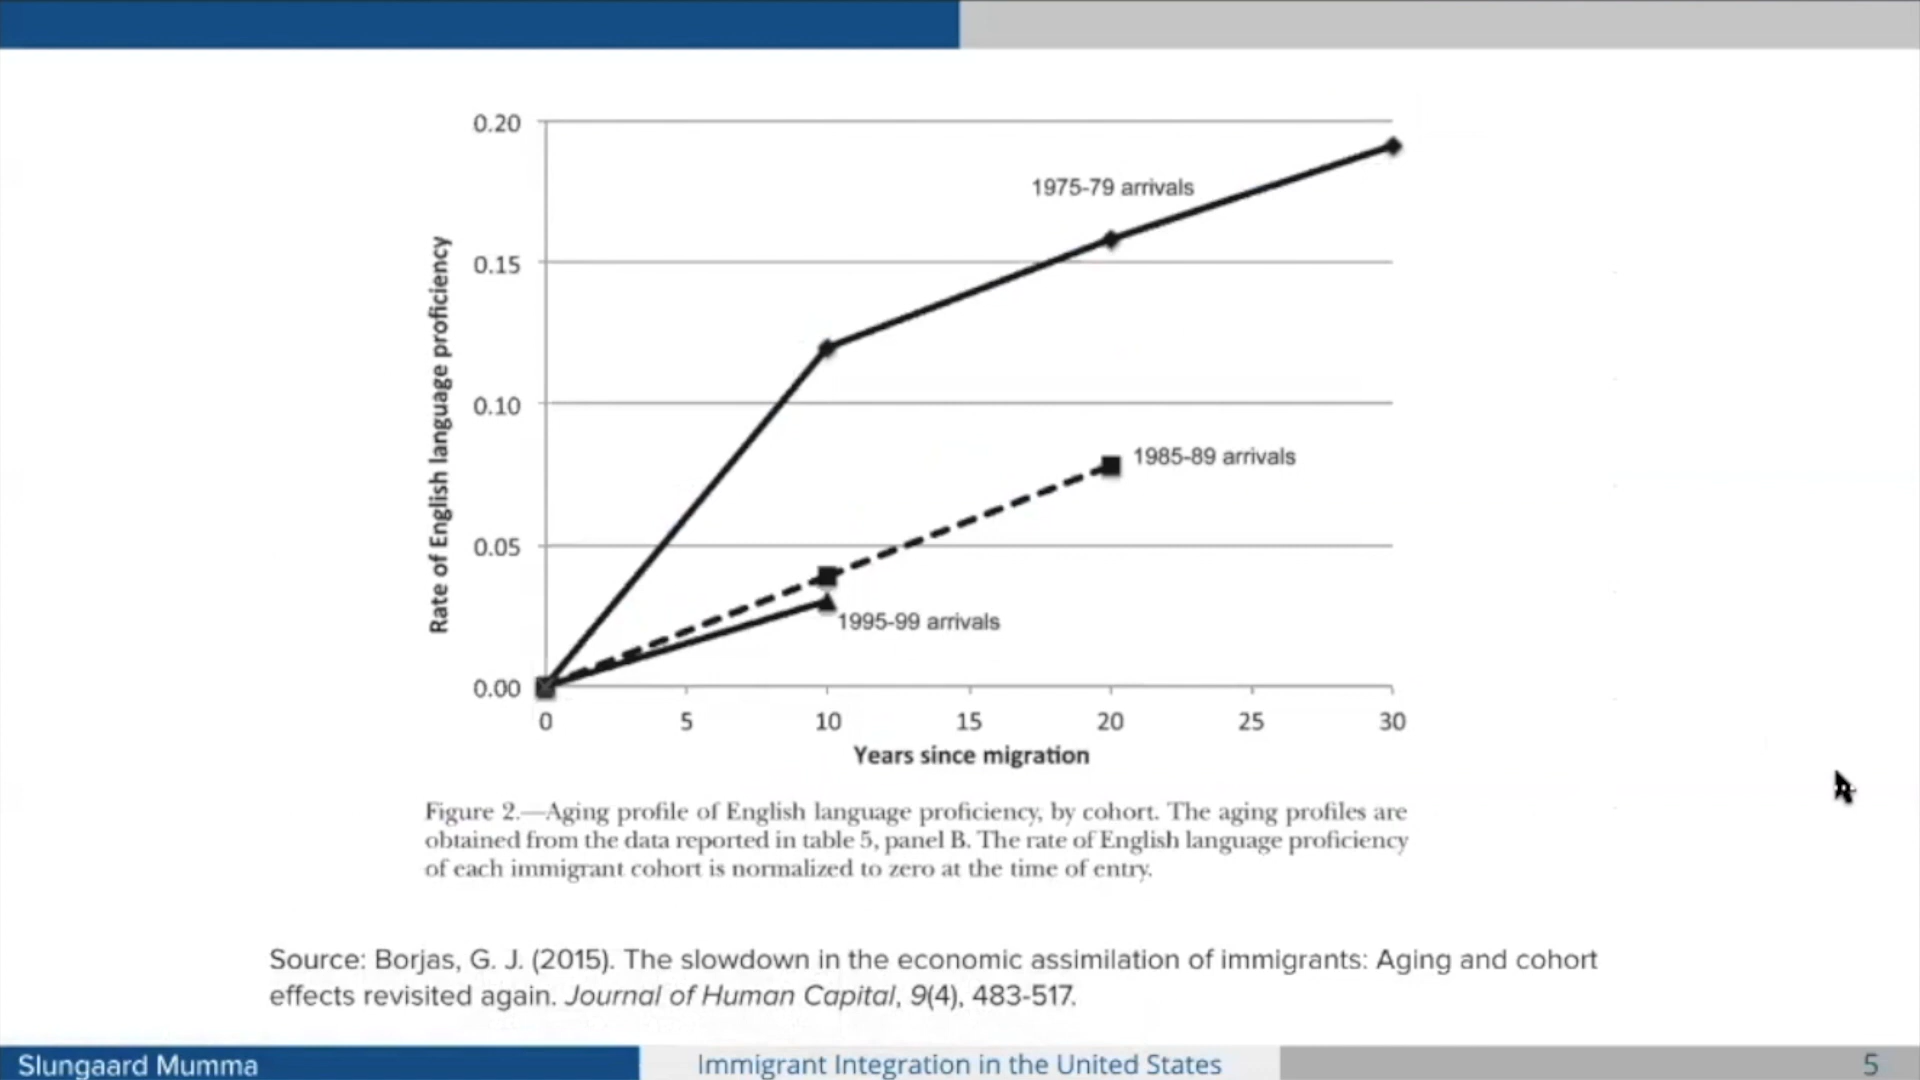 0.20
1975-79 arrivals
0.15
Rate of English language proficiency
0.10
1985-89 arrivals
0.05
1995-99 arrivals
0.00
0 5 10 15 20 25 30
Years since migration
Figure 2.—Aging profile of English language proficiency, by cohort. The aging profiles are
obtained from the data reported in table 5, panel B. The rate of English language proficiency
of each immigrant cohort is normalized to zero at the time of entry.
Source: Borjas, G. J. (2015). The slowdown in the economic assimilation of immigrants: Aging and cohort
effects revisited again. Journal of Human Capital, 9(4), 483-517.
Slungaard Mumma
Immigrant Integration in the United States
5